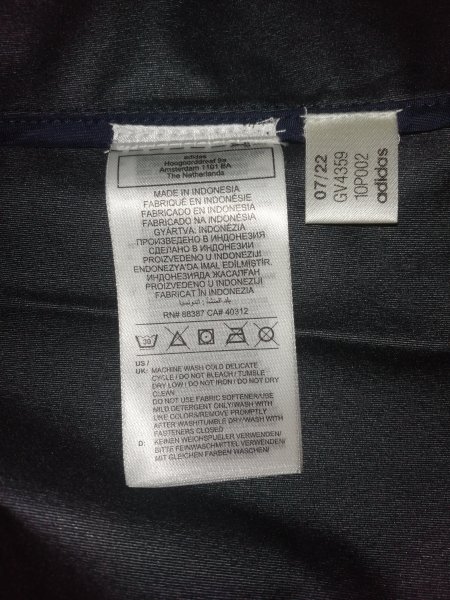 adidas
Hoogoorddreef 9a
Amsterdam 1101 BA
The Netherlands
MADE IN INDONESIA
FABRIQUÉ EN INDONÉSIE
FABRICADO EN INDONESIA
FABRICADO NA INDONÉSIA
GYÁRTVA: INDONÉZIA
ПРОИЗВЕДЕНО В ИНДОНЕЗИЯ
СДЕЛАНО В ИНДОНЕЗИИ
PROIZVEDENO U INDONEZIJI
ENDONEZYA'DA IMAL EDİLMİŞTİR.
ИНДОНЕЗИЯДА ЖАСАЛҒАН
PROIZVEDENO U INDONEZIJI
FABRICAT ÎN INDONEZIA
بلد المنشأ: اندونيسيا
RN# 88387 CA# 40312
30
US /
UK: MACHINE WASH COLD DELICATE
CYCLE / DO NOT BLEACH / TUMBLE
DRY LOW / DO NOT IRON / DO NOT DRY
CLEAN
DO NOT USE FABRIC SOFTENER/USE
MILD DETERGENT ONLY/WASH WITH
LIKE COLORS/REMOVE PROMPTLY
AFTER WASH/TUMBLE DRY/WASH WITH
FASTENERS CLOSED
D: KEINEN WEICHSPUELER VERWENDEN/
BITTE FEINWASCHMITTEL VERWENDEN/
MIT GLEICHEN FARBEN WASCHEN/
07/22
GV4359
10P002
adidas